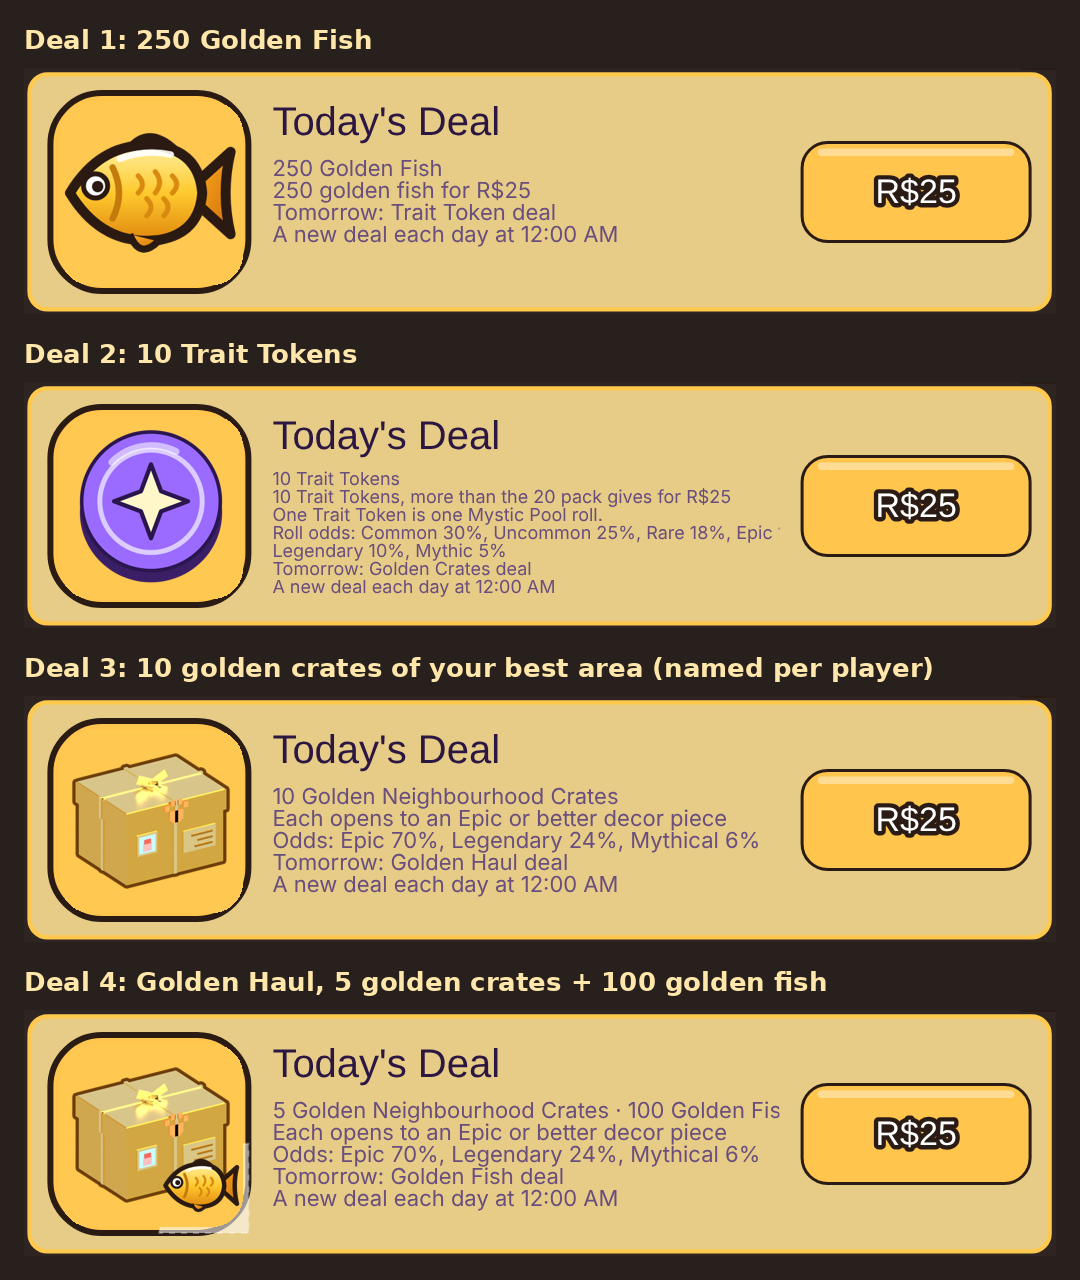 Deal 1: 250 Golden Fish
Today's Deal
250 Golden Fish
250 golden fish for R$25
Tomorrow: Trait Token deal
A new deal each day at 12:00 AM
R$25
Deal 2: 10 Trait Tokens
Today's Deal
10 Trait Tokens
10 Trait Tokens, more than the 20 pack gives for R$25
One Trait Token is one Mystic Pool roll.
Roll odds: Common 30%, Uncommon 25%, Rare 18%, Epic
Legendary 10%, Mythic 5%
Tomorrow: Golden Crates deal
A new deal each day at 12:00 AM
R$25
Deal 3: 10 golden crates of your best area (named per player)
Today's Deal
10 Golden Neighbourhood Crates
Each opens to an Epic or better decor piece
Odds: Epic 70%, Legendary 24%, Mythical 6%
Tomorrow: Golden Haul deal
A new deal each day at 12:00 AM
R$25
Deal 4: Golden Haul, 5 golden crates + 100 golden fish
Today's Deal
5 Golden Neighbourhood Crates · 100 Golden Fis
Each opens to an Epic or better decor piece
Odds: Epic 70%, Legendary 24%, Mythical 6%
Tomorrow: Golden Fish deal
A new deal each day at 12:00 AM
R$25